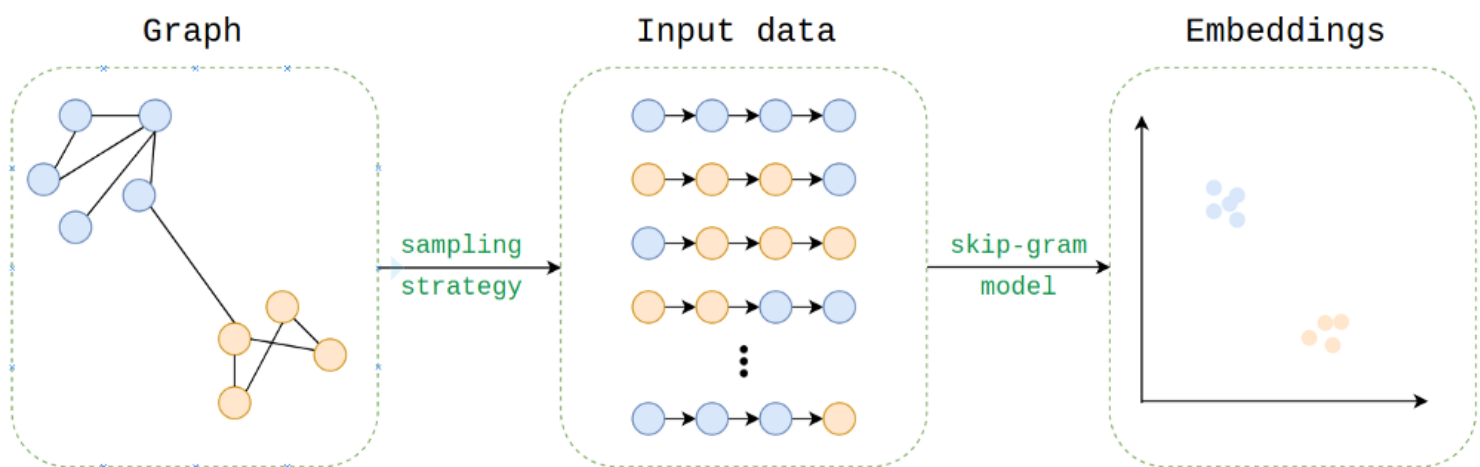 Graph
Input data
Embeddings
sampling
strategy
skip-gram
model